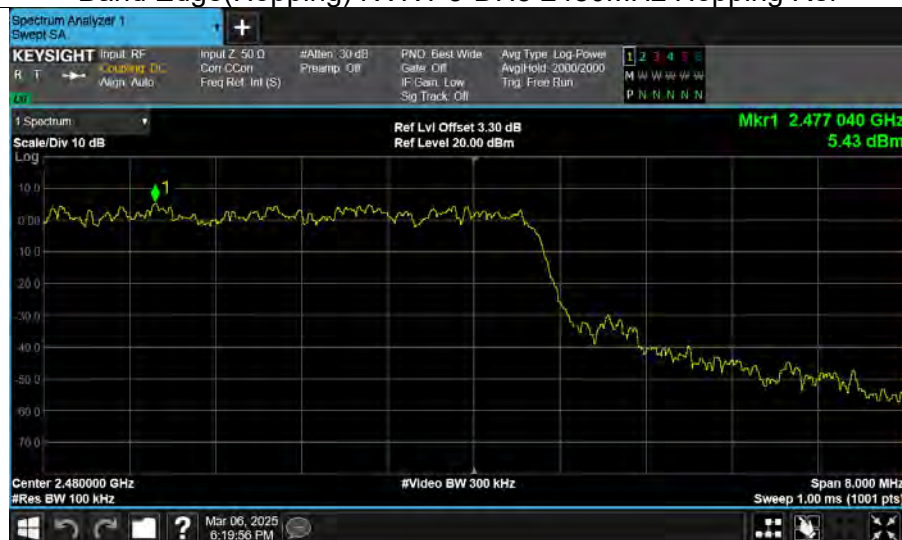 Spectrum Analyzer 1
Swept SA
KEYSIGHT Input: RF
R T Coupling: DC
Align: Auto
Input Z: 50 Ω
Corr CCorr
Freq Ref: Int (S)
#Atten: 30 dB
Preamp: Off
PNO: Best Wide
Gate: Off
IF Gain: Low
Sig Track: Off
Avg Type: Log-Power
Avg|Hold: 2000/2000
Trig: Free Run
1 2 3 4 5 6
M W W W W W
P N N N N N
1 Spectrum
Scale/Div 10 dB
Ref Lvl Offset 3.30 dB
Ref Level 20.00 dBm
Mkr1 2.477 040 GHz
5.43 dBm
Log
1
10.0
0.00
-10.0
-20.0
-30.0
-40.0
-50.0
-60.0
-70.0
Center 2.480000 GHz
#Res BW 100 kHz
#Video BW 300 kHz
Span 8.000 MHz
Sweep 1.00 ms (1001 pts)
?
Mar 06, 2025
6:19:56 PM